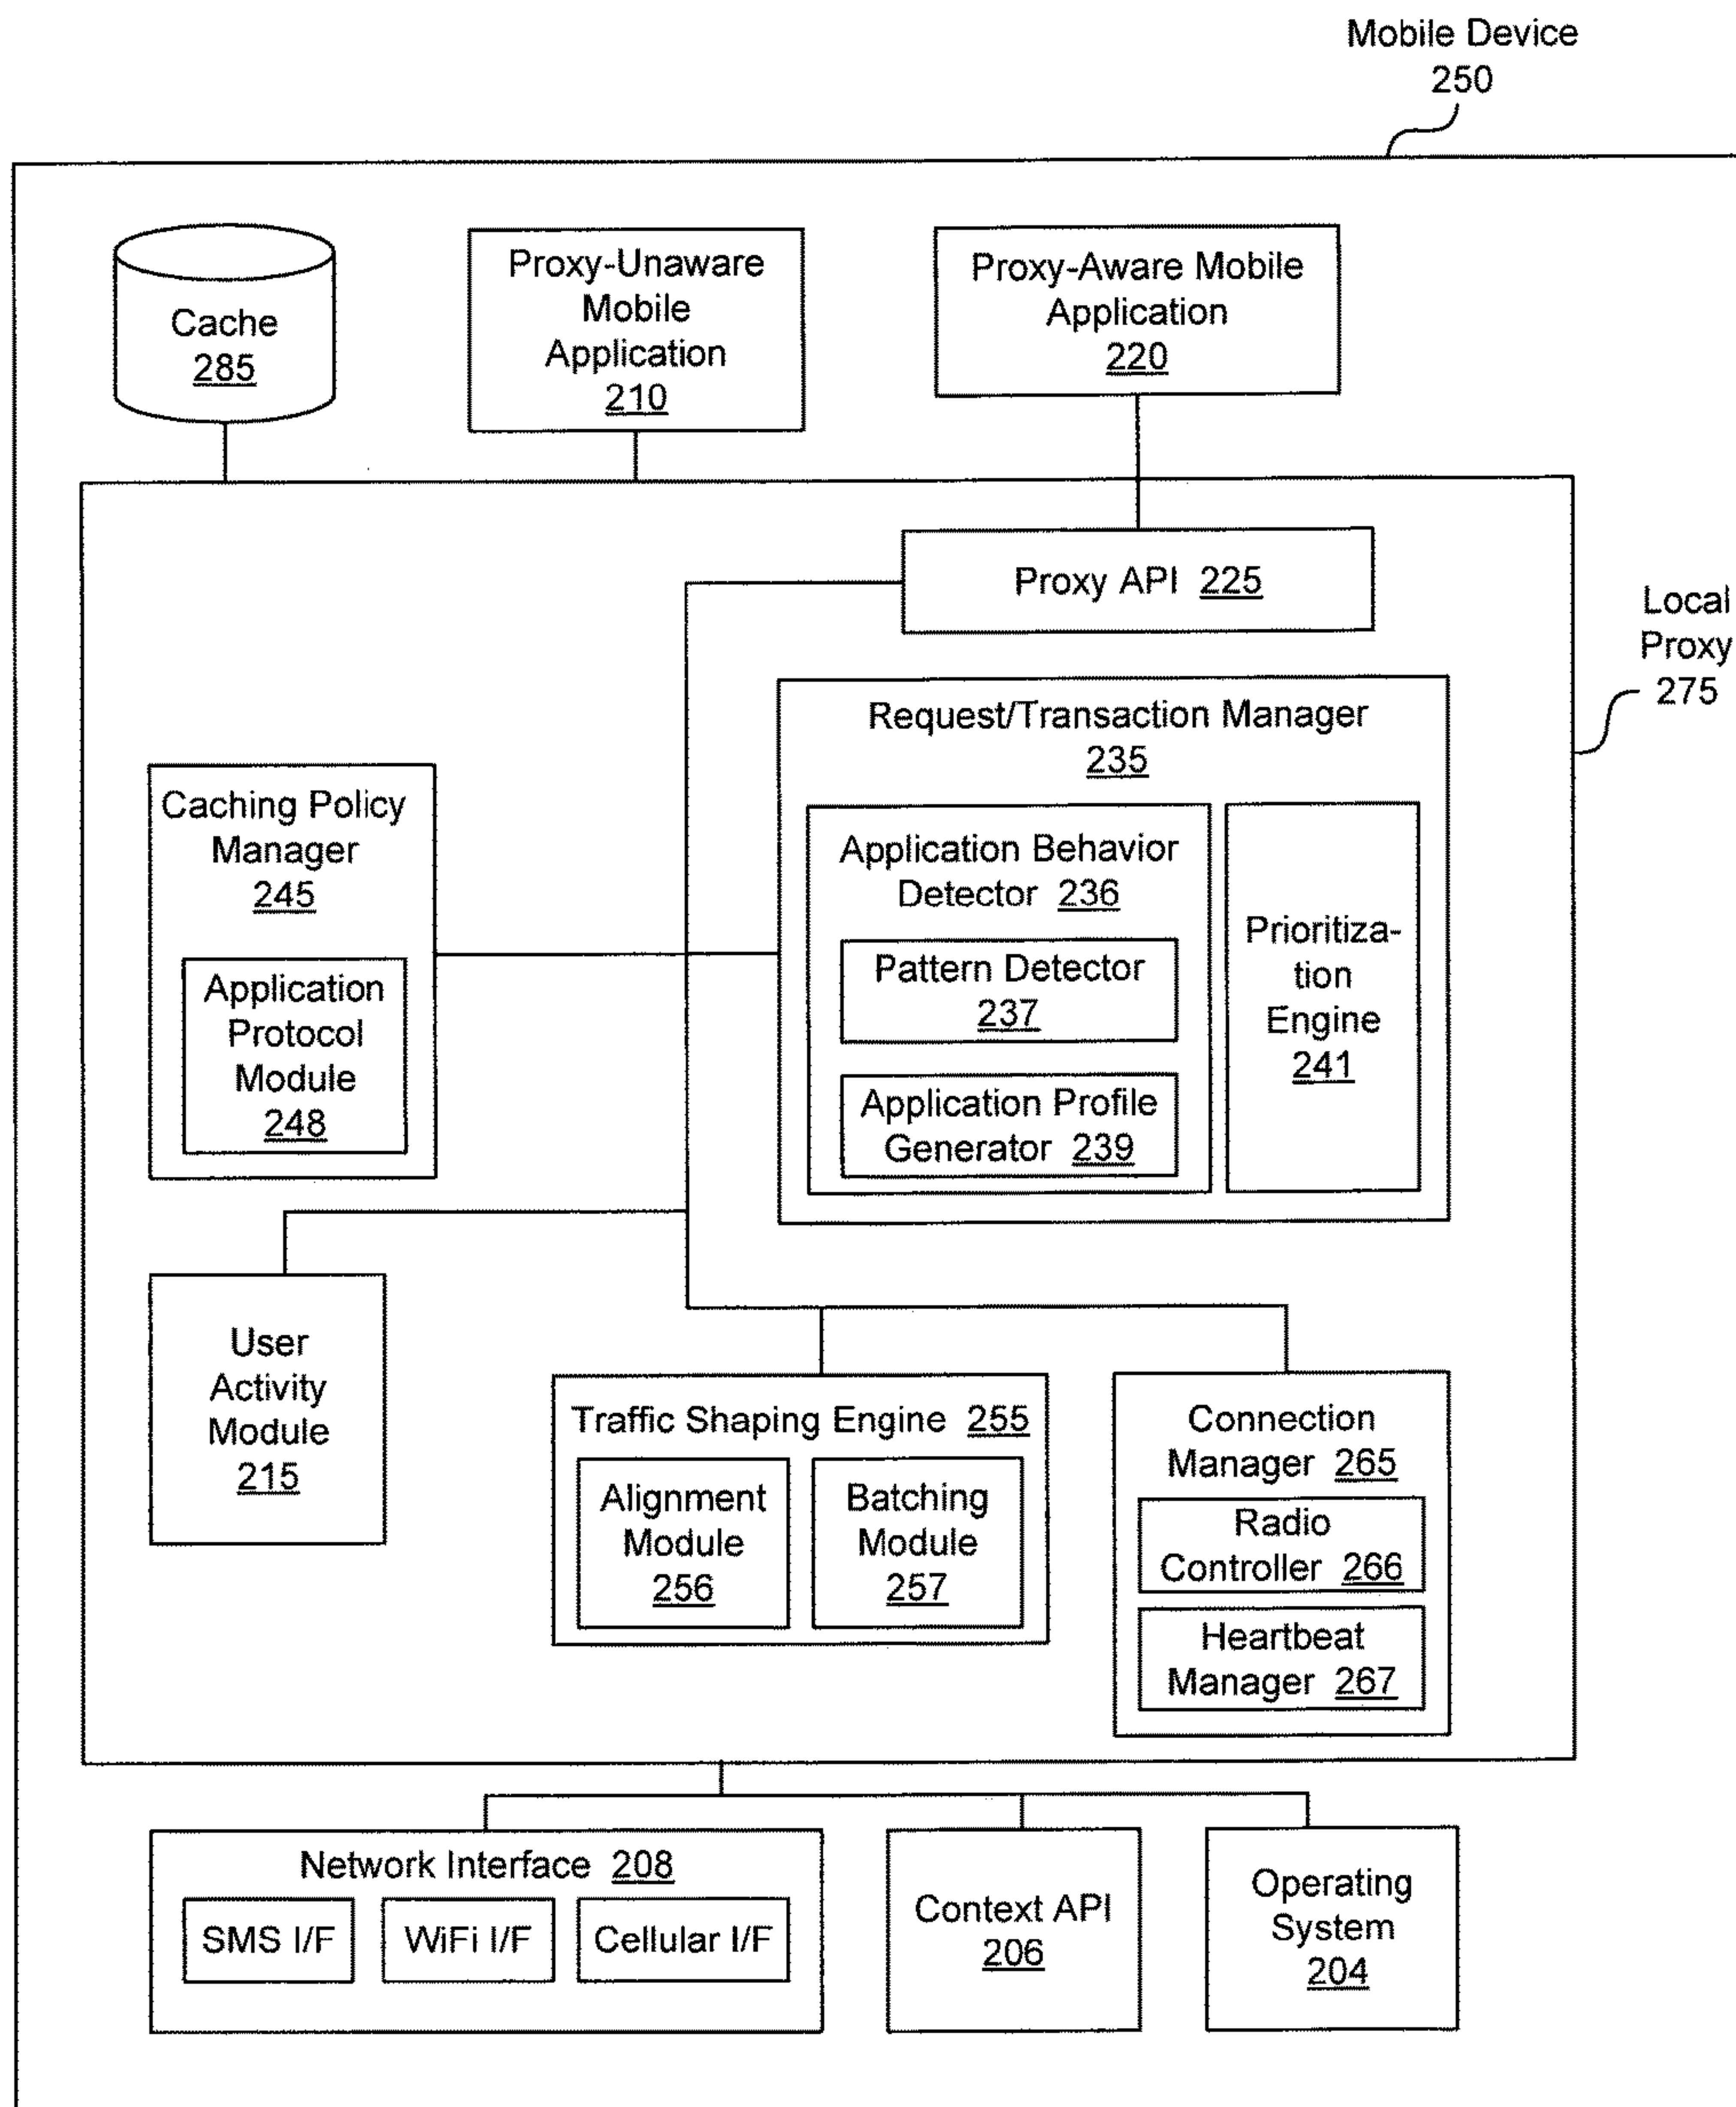 Mobile Device
250
Cache
285
Proxy-Unaware
Mobile
Application
210
Proxy-Aware Mobile
Application
220
Proxy API 225
Local
Proxy
275
Request/Transaction Manager
235
Caching Policy
Manager
245
Application
Protocol
Module
248
Application Behavior
Detector 236
Pattern Detector
237
Application Profile
Generator 239
Prioritiza-
tion
Engine
241
User
Activity
Module
215
Traffic Shaping Engine 255
Alignment
Module
256
Batching
Module
257
Connection
Manager 265
Radio
Controller 266
Heartbeat
Manager 267
Network Interface 208
SMS I/F
WiFi I/F
Cellular I/F
Context API
206
Operating
System
204